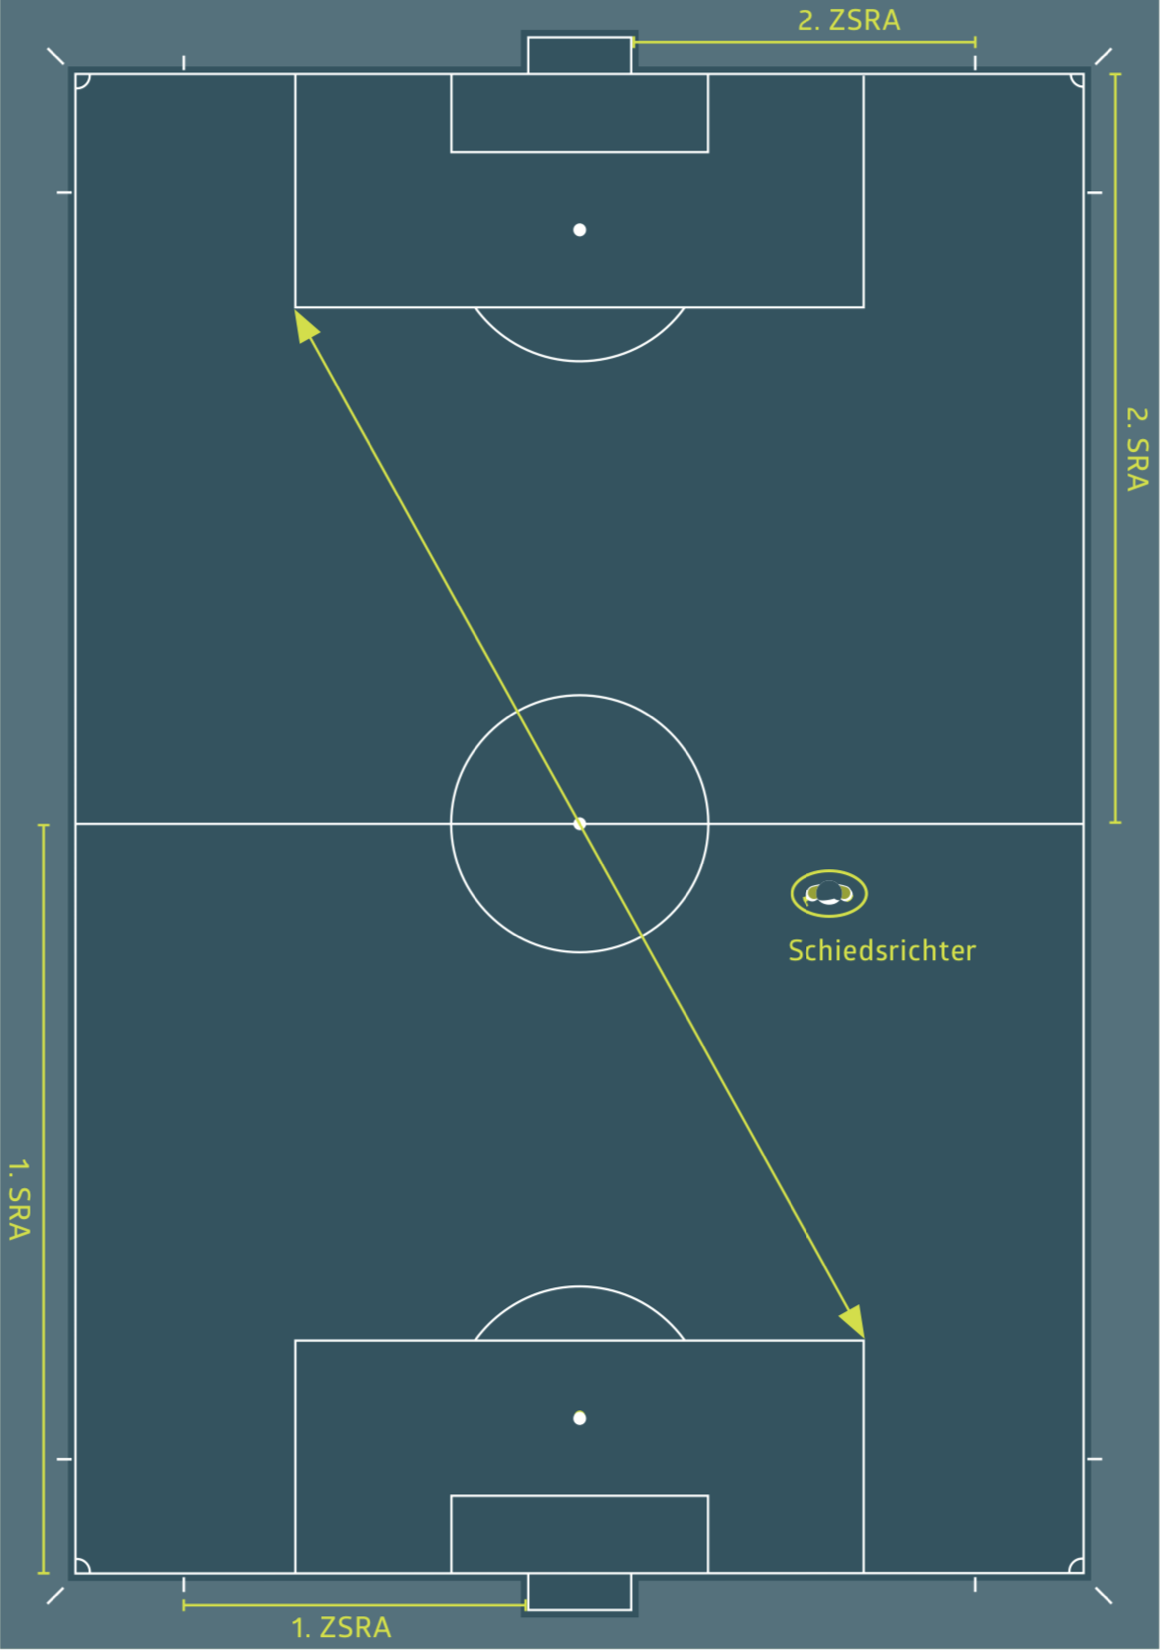 2. ZSRA
2. SRA
Schiedsrichter
1. SRA
1. ZSRA